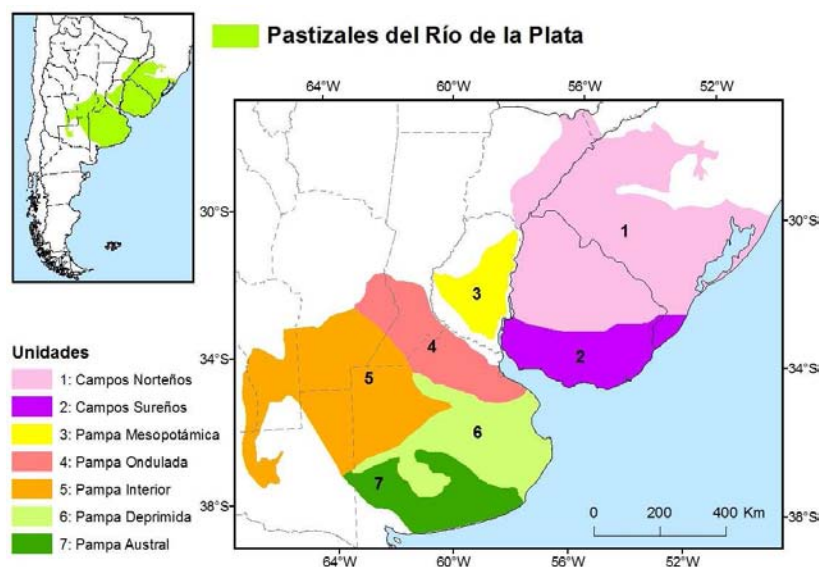 Pastizales del Río de la Plata
64°W 60°W 56°W 52°W
30°S 30°S
34°S 34°S
38°S 38°S
64°W 60°W 56°W 52°W
1
2
3
4
5
6
7
0 200 400 Km
Unidades
1: Campos Norteños
2: Campos Sureños
3: Pampa Mesopotámica
4: Pampa Ondulada
5: Pampa Interior
6: Pampa Deprimida
7: Pampa Austral